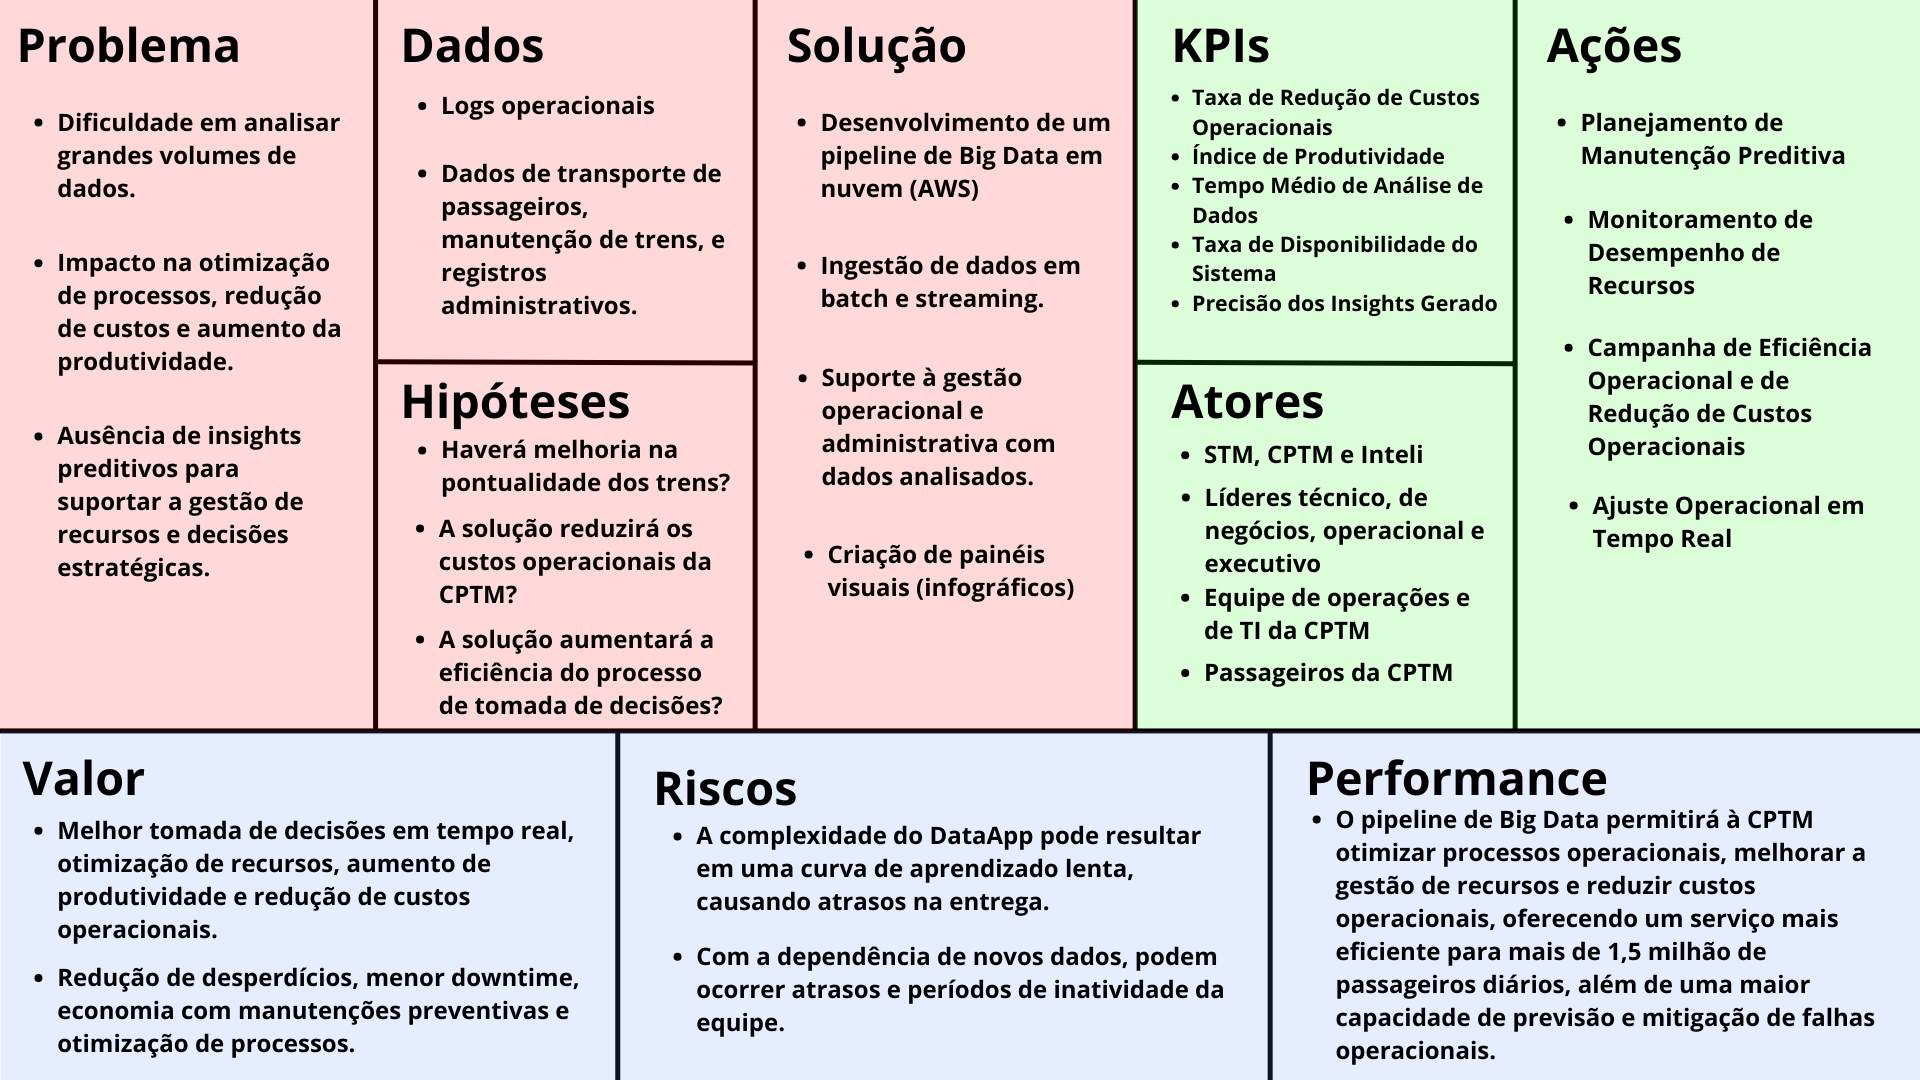 Problema
Dificuldade em analisar
grandes volumes de
dados.
Impacto na otimização
de processos, redução
de custos e aumento da
produtividade.
Ausência de insights
preditivos para
suportar a gestão de
recursos e decisões
estratégicas.
Dados
Logs operacionais
Dados de transporte de
passageiros,
manutenção de trens, e
registros
administrativos.
Hipóteses
Haverá melhoria na
pontualidade dos trens?
A solução reduzirá os
custos operacionais da
CPTM?
A solução aumentará a
eficiência do processo
de tomada de decisões?
Solução
Desenvolvimento de um
pipeline de Big Data em
nuvem (AWS)
Ingestão de dados em
batch e streaming.
Suporte à gestão
operacional e
administrativa com
dados analisados.
Criação de painéis
visuais (infográficos)
KPIs
Taxa de Redução de Custos
Operacionais
Índice de Produtividade
Tempo Médio de Análise de
Dados
Taxa de Disponibilidade do
Sistema
Precisão dos Insights Gerado
Atores
STM, CPTM e Inteli
Líderes técnico, de
negócios, operacional e
executivo
Equipe de operações e
de TI da CPTM
Passageiros da CPTM
Ações
Planejamento de
Manutenção Preditiva
Monitoramento de
Desempenho de
Recursos
Campanha de Eficiência
Operacional e de
Redução de Custos
Operacionais
Ajuste Operacional em
Tempo Real
Valor
Melhor tomada de decisões em tempo real,
otimização de recursos, aumento de
produtividade e redução de custos
operacionais.
Redução de desperdícios, menor downtime,
economia com manutenções preventivas e
otimização de processos.
Riscos
A complexidade do DataApp pode resultar
em uma curva de aprendizado lenta,
causando atrasos na entrega.
Com a dependência de novos dados, podem
ocorrer atrasos e períodos de inatividade da
equipe.
Performance
O pipeline de Big Data permitirá à CPTM
otimizar processos operacionais, melhorar a
gestão de recursos e reduzir custos
operacionais, oferecendo um serviço mais
eficiente para mais de 1,5 milhão de
passageiros diários, além de uma maior
capacidade de previsão e mitigação de falhas
operacionais.